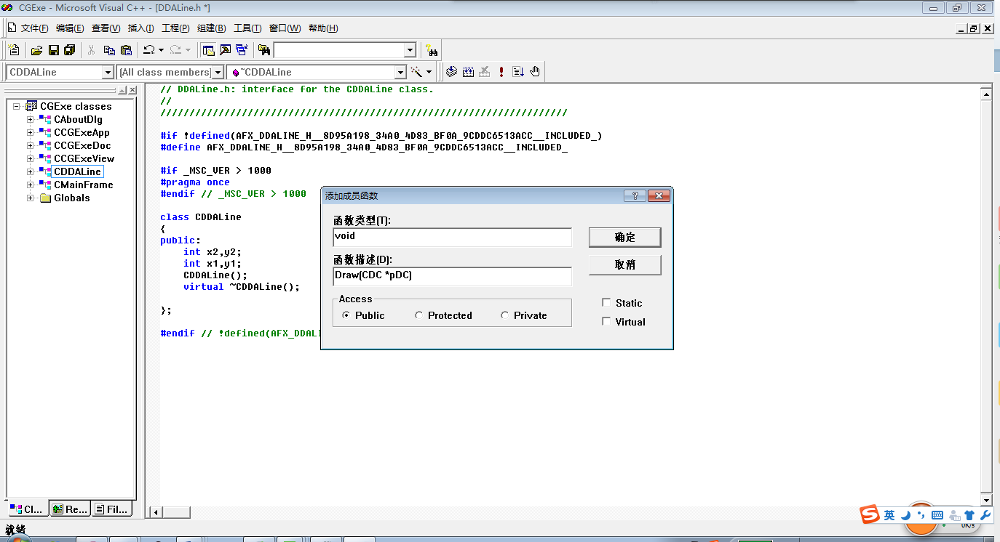 CGExe - Microsoft Visual C++ - [DDALine.h *]
文件(F) 编辑(E) 查看(V) 插入(I) 工程(P) 组建(B) 工具(T) 窗口(W) 帮助(H)
CDDALine [All class members] ~CDDALine
CGExe classes
CAboutDlg
CCGExeApp
CCGExeDoc
CCGExeView
CDDALine
CMainFrame
Globals
// DDALine.h: interface for the CDDALine class.
//
//////////////////////////////////////////////////////////////////////
#if !defined(AFX_DDALINE_H__8D95A198_34A0_4D83_BF0A_9CDDC6513ACC__INCLUDED_)
#define AFX_DDALINE_H__8D95A198_34A0_4D83_BF0A_9CDDC6513ACC__INCLUDED_
#if _MSC_VER > 1000
#pragma once
#endif // _MSC_VER > 1000
class CDDALine
{
public:
int x2,y2;
int x1,y1;
CDDALine();
virtual ~CDDALine();
};
#endif // !defined(AFX_DDALI
添加成员函数
函数类型(T):
void
确定
函数描述(D):
取消
Draw(CDC *pDC)
Access
Public Protected Private
Static
Virtual
Cl... Re... Fil...
就绪
S 英
0K/s